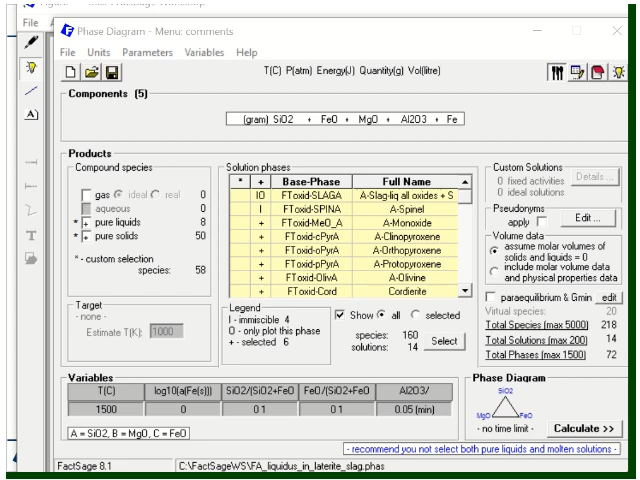 File
Phase Diagram - Menu: comments
File Units Parameters Variables Help
T(C) P(atm) Energy(J) Quantity(g) Vol(litre)
Components (5)
(gram) SiO2 + FeO + MgO + Al2O3 + Fe
Products
Compound species
gas ideal real 0
aqueous 0
* + pure liquids 8
* + pure solids 50
* - custom selection
species: 58
Target
- none -
Estimate T(K): 1000
Solution phases
* + Base-Phase Full Name
IO FToxid-SLAGA A-Slag-liq all oxides + S
I FToxid-SPINA A-Spinel
+ FToxid-MeO_A A-Monoxide
+ FToxid-cPyrA A-Clinopyroxene
+ FToxid-oPyrA A-Orthopyroxene
+ FToxid-pPyrA A-Protopyroxene
+ FToxid-OlivA A-Olivine
+ FToxid-Cord Cordierite
Legend
I - immiscible 4
O - only plot this phase
+ - selected 6
Show all selected
species: 160
solutions: 14
Select
Custom Solutions
0 fixed activities
0 ideal solutions
Details ...
Pseudonyms
apply
Edit ...
Volume data
assume molar volumes of
solids and liquids = 0
include molar volume data
and physical properties data
paraequilibrium & Gmin edit
Virtual species: 20
Total Species (max 5000) 218
Total Solutions (max 200) 14
Total Phases (max 1500) 72
Variables
T(C) log10(a(Fe(s))) SiO2/(SiO2+FeO FeO/(SiO2+FeO Al2O3/
1500 0 0 1 0 1 0.05 (min)
A = SiO2, B = MgO, C = FeO
Phase Diagram
SiO2
MgO FeO
- no time limit -
Calculate >>
- recommend you not select both pure liquids and molten solutions -
FactSage 8.1 C:\FactSageWS\FA_liquidus_in_laterite_slag.phas
A
T